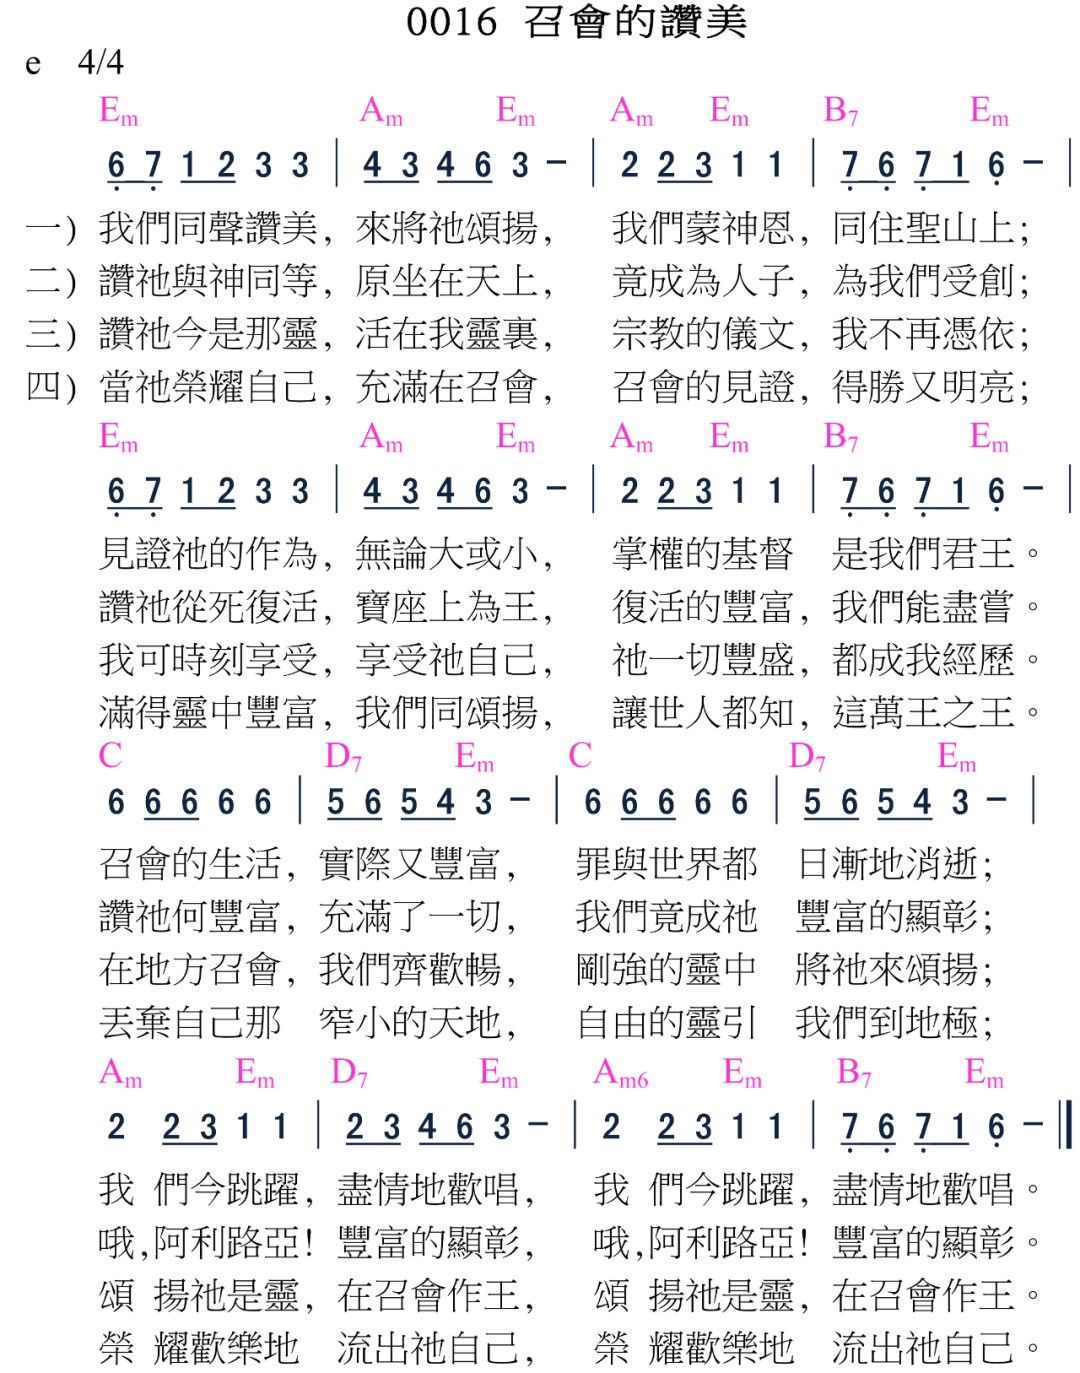 0016 召會的讚美
e 4/4
Em Am Em Am Em B7 Em
6̣ 7̣ 1 2 3 3 | 4 3 4 6 3 – | 2 2 3 1 1 | 7̣ 6̣ 7̣ 1 6̣ – |
一) 我們同聲讚美, 來將祂頌揚, 我們蒙神恩, 同住聖山上;
二) 讚祂與神同等, 原坐在天上, 竟成為人子, 為我們受創;
三) 讚祂今是那靈, 活在我靈裏, 宗教的儀文, 我不再憑依;
四) 當祂榮耀自己, 充滿在召會, 召會的見證, 得勝又明亮;
Em Am Em Am Em B7 Em
6̣ 7̣ 1 2 3 3 | 4 3 4 6 3 – | 2 2 3 1 1 | 7̣ 6̣ 7̣ 1 6̣ – |
見證祂的作為, 無論大或小, 掌權的基督 是我們君王。
讚祂從死復活, 寶座上為王, 復活的豐富, 我們能盡嘗。
我可時刻享受, 享受祂自己, 祂一切豐盛, 都成我經歷。
滿得靈中豐富, 我們同頌揚, 讓世人都知, 這萬王之王。
C D7 Em C D7 Em
6 6 6 6 6 | 5 6 5 4 3 – | 6 6 6 6 6 | 5 6 5 4 3 – |
召會的生活, 實際又豐富, 罪與世界都 日漸地消逝;
讚祂何豐富, 充滿了一切, 我們竟成祂 豐富的顯彰;
在地方召會, 我們齊歡暢, 剛強的靈中 將祂來頌揚;
丟棄自己那 窄小的天地, 自由的靈引 我們到地極;
Am Em D7 Em Am6 Em B7 Em
2 2 3 1 1 | 2 3 4 6 3 – | 2 2 3 1 1 | 7̣ 6̣ 7̣ 1 6̣ – ‖
我 們今跳躍, 盡情地歡唱, 我 們今跳躍, 盡情地歡唱。
哦,阿利路亞! 豐富的顯彰, 哦,阿利路亞! 豐富的顯彰。
頌 揚祂是靈, 在召會作王, 頌 揚祂是靈, 在召會作王。
榮 耀歡樂地 流出祂自己, 榮 耀歡樂地 流出祂自己。